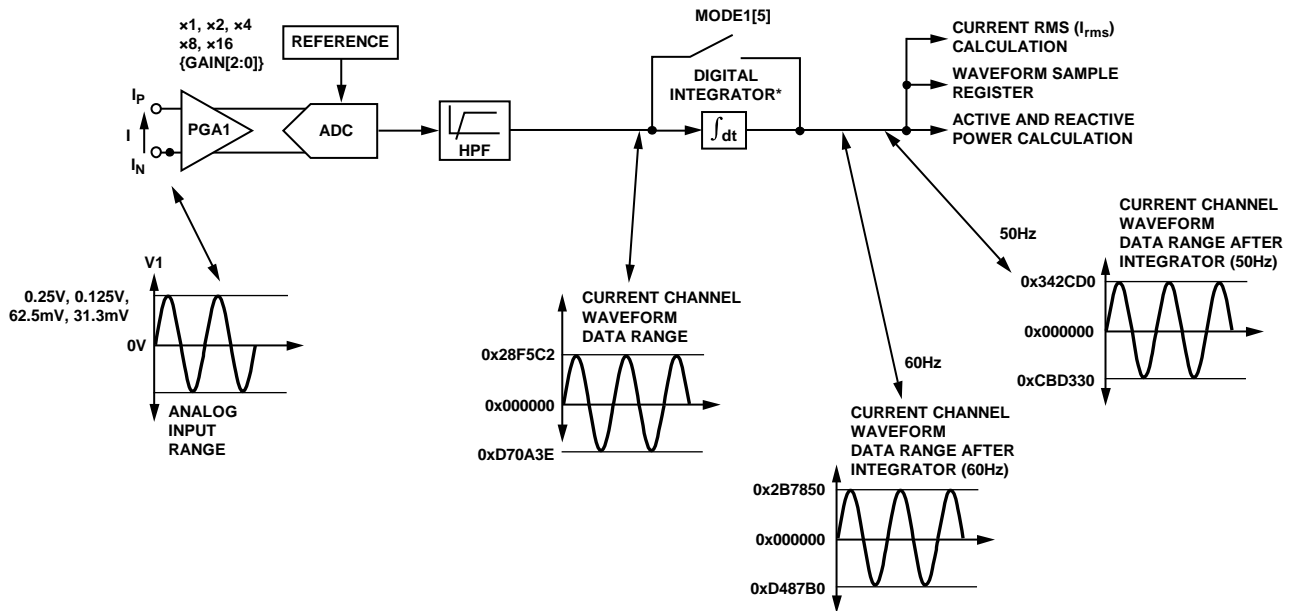 ×1, ×2, ×4
×8, ×16
{GAIN[2:0]}
REFERENCE
MODE1[5]
CURRENT RMS (Irms)
CALCULATION
DIGITAL
INTEGRATOR*
WAVEFORM SAMPLE
REGISTER
IP
I
IN
PGA1
ADC
HPF
∫dt
ACTIVE AND REACTIVE
POWER CALCULATION
50Hz
60Hz
V1
0.25V, 0.125V,
62.5mV, 31.3mV
0V
ANALOG
INPUT
RANGE
CURRENT CHANNEL
WAVEFORM
DATA RANGE
0x28F5C2
0x000000
0xD70A3E
CURRENT CHANNEL
WAVEFORM
DATA RANGE AFTER
INTEGRATOR (60Hz)
0x2B7850
0x000000
0xD487B0
CURRENT CHANNEL
WAVEFORM
DATA RANGE AFTER
INTEGRATOR (50Hz)
0x342CD0
0x000000
0xCBD330